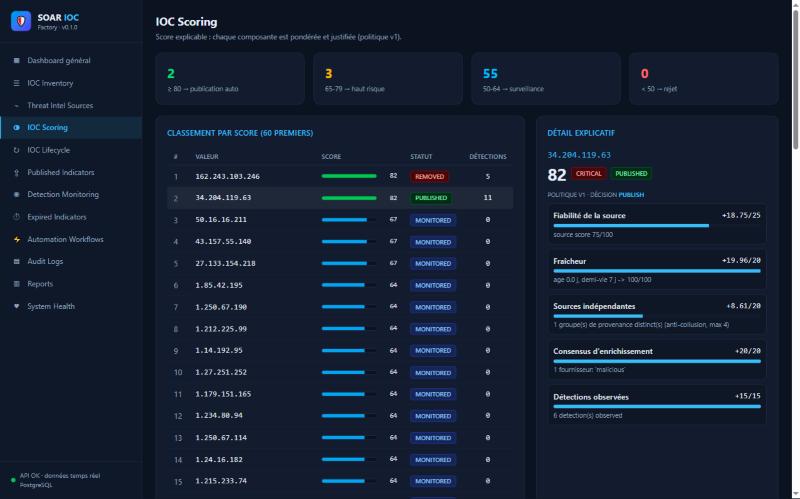 SOAR IOC
Factory · v0.1.0
Dashboard général
IOC Inventory
Threat Intel Sources
IOC Scoring
IOC Lifecycle
Published Indicators
Detection Monitoring
Expired Indicators
Automation Workflows
Audit Logs
Reports
System Health
API OK · données temps réel
PostgreSQL
IOC Scoring
Score explicable : chaque composante est pondérée et justifiée (politique v1).
2
≥ 80 → publication auto
3
65-79 → haut risque
55
50-64 → surveillance
0
< 50 → rejet
CLASSEMENT PAR SCORE (60 PREMIERS)
# VALEUR SCORE STATUT DÉTECTIONS
1 162.243.103.246 82 REMOVED 5
2 34.204.119.63 82 PUBLISHED 11
3 50.16.16.211 67 MONITORED 0
4 43.157.55.140 67 MONITORED 0
5 27.133.154.218 67 MONITORED 0
6 1.85.42.195 64 MONITORED 0
7 1.250.67.190 64 MONITORED 0
8 1.212.225.99 64 MONITORED 0
9 1.14.192.95 64 MONITORED 0
10 1.27.251.252 64 MONITORED 0
11 1.179.151.165 64 MONITORED 0
12 1.234.80.94 64 MONITORED 0
13 1.250.67.114 64 MONITORED 0
14 1.24.16.182 64 MONITORED 0
15 1.215.233.74 64 MONITORED 0
DÉTAIL EXPLICATIF
34.204.119.63
82 CRITICAL PUBLISHED
POLITIQUE V1 · DÉCISION PUBLISH
Fiabilité de la source +18.75/25
source score 75/100
Fraîcheur +19.96/20
age 0.0 j, demi-vie 7 j -> 100/100
Sources indépendantes +8.61/20
1 groupe(s) de provenance distinct(s) (anti-collusion, max 4)
Consensus d'enrichissement +20/20
1 fournisseur: 'malicious'
Détections observées +15/15
6 detection(s) observed